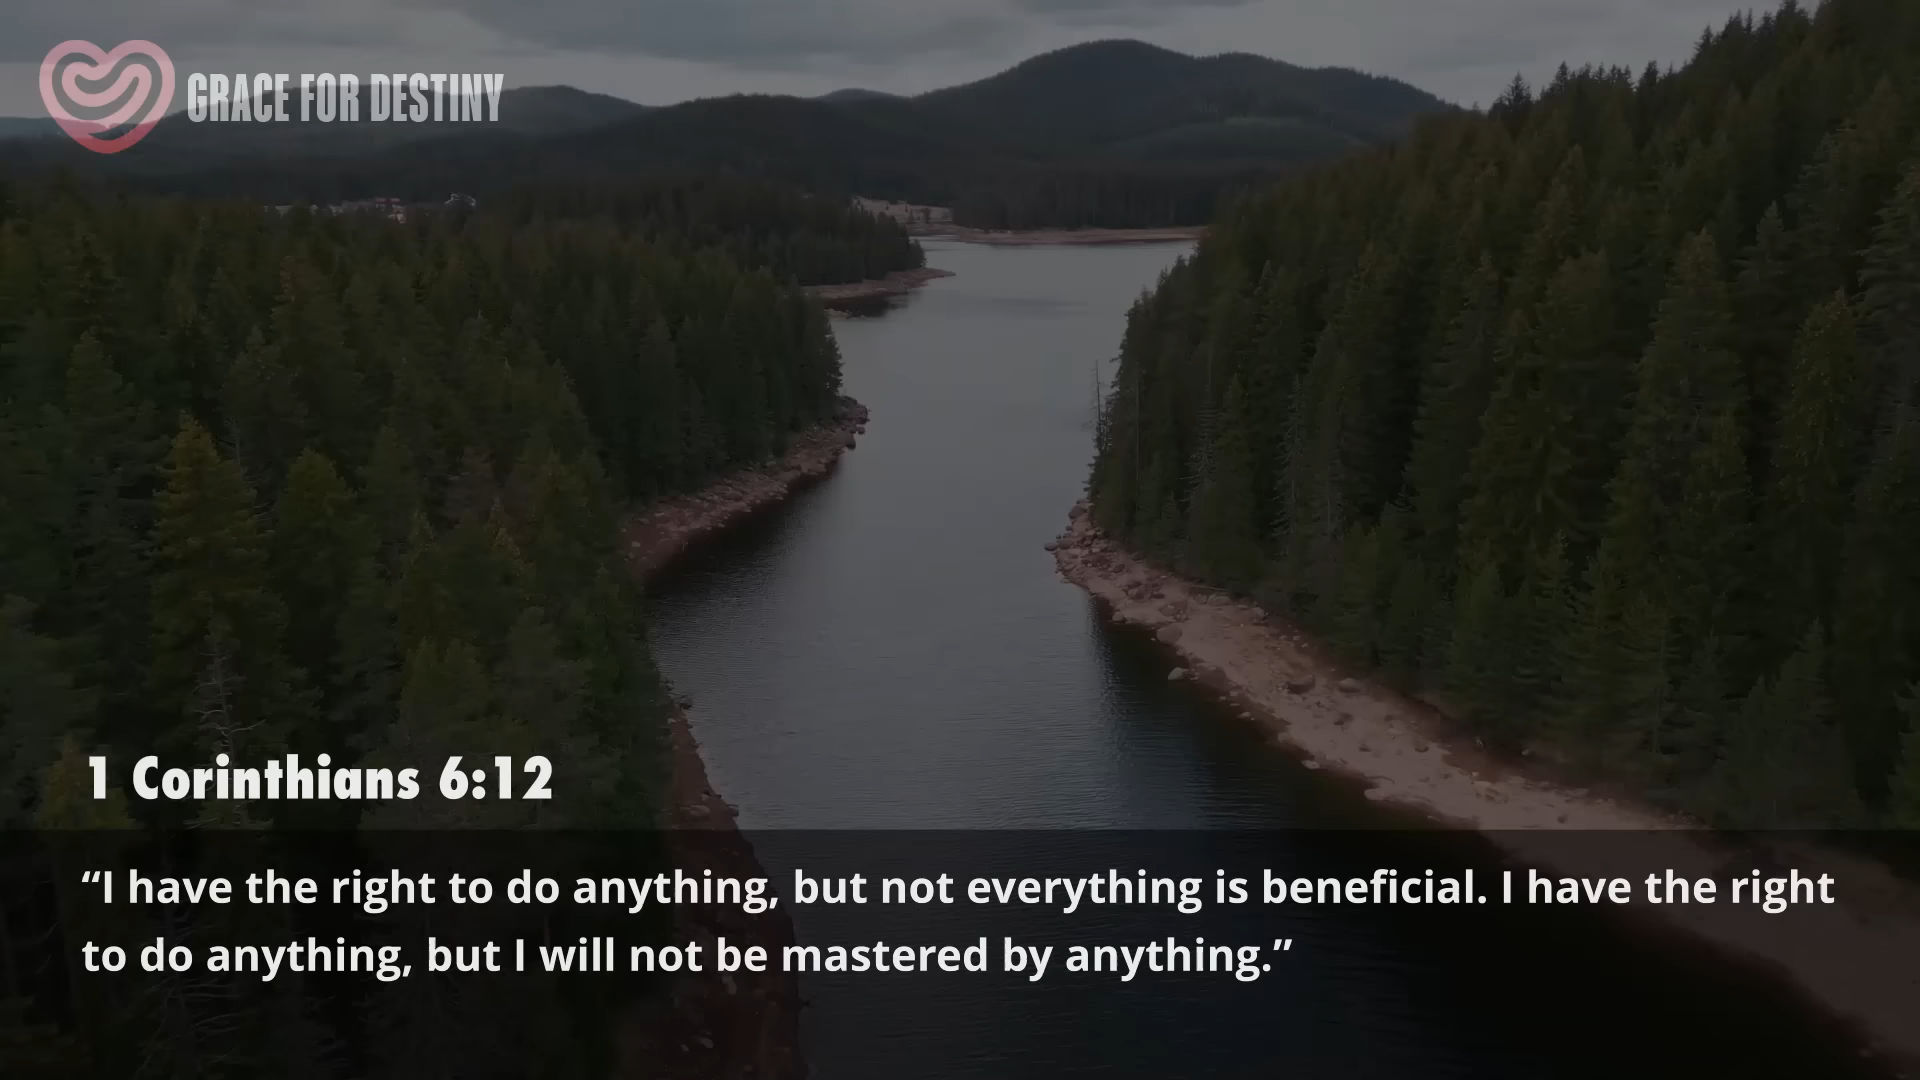 GRACE FOR DESTINY
1 Corinthians 6:12
“I have the right to do anything, but not everything is beneficial. I have the right
to do anything, but I will not be mastered by anything.”